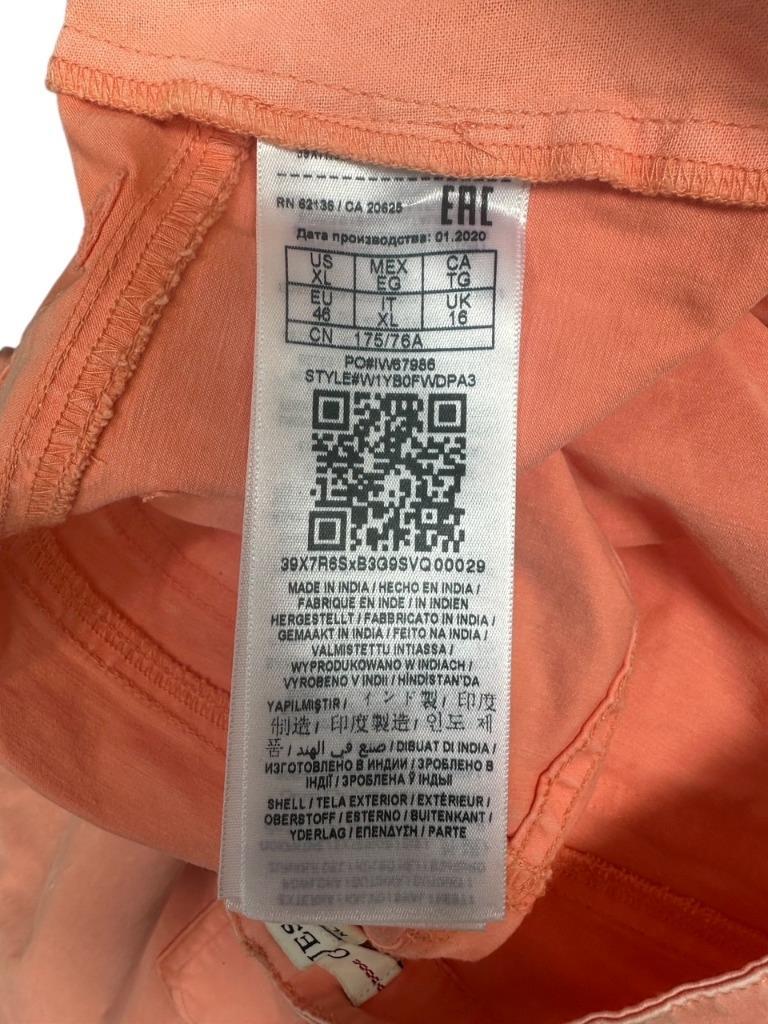 RN 62136 / CA 20625 EAC
Дата производства: 01.2020
US XL MEX EG CA TG
EU 46 IT XL UK 16
CN 175/76A
PO#IW67986
STYLE#W1YB0FWDPA3
39X7R6SxB3G9SVQ00029
MADE IN INDIA / HECHO EN INDIA /
FABRIQUE EN INDE / IN INDIEN
HERGESTELLT / FABBRICATO IN INDIA /
GEMAAKT IN INDIA / FEITO NA INDIA /
VALMISTETTU INTIASSA /
WYPRODUKOWANO W INDIACH /
VYROBENO V INDII / HİNDİSTAN'DA
YAPILMIŞTIR / インド製 / 印度
制造 / 印度製造 / 인도 제
품 / صنع في الهند / DIBUAT DI INDIA /
ИЗГОТОВЛЕНО В ИНДИИ / ЗРОБЛЕНО В
ІНДІЇ / ЗРОБЛЕНА Ў ІНДЫІ
SHELL / TELA EXTERIOR / EXTÉRIEUR /
OBERSTOFF / ESTERNO / BUITENKANT /
YDERLAG / ΕΠΕΝΔΥΣΗ / PARTE